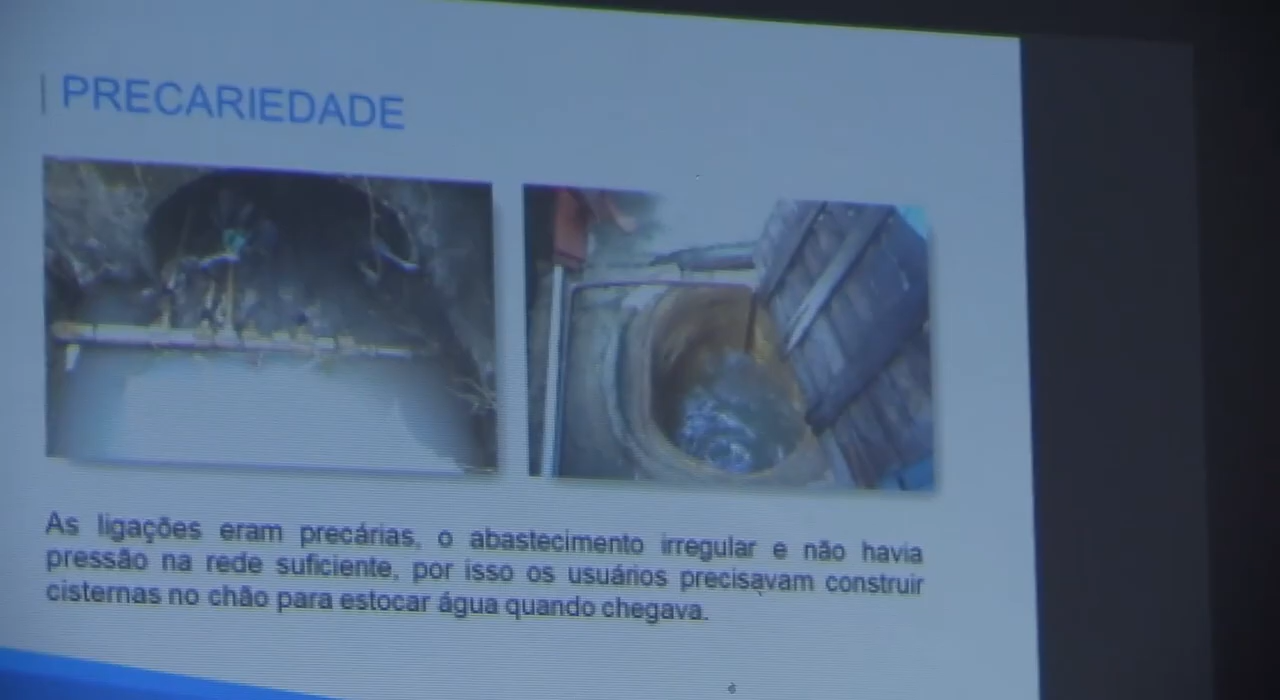 PRECARIEDADE
As ligações eram precárias, o abastecimento irregular e não havia
pressão na rede suficiente, por isso os usuários precisavam construir
cisternas no chão para estocar água quando chegava.